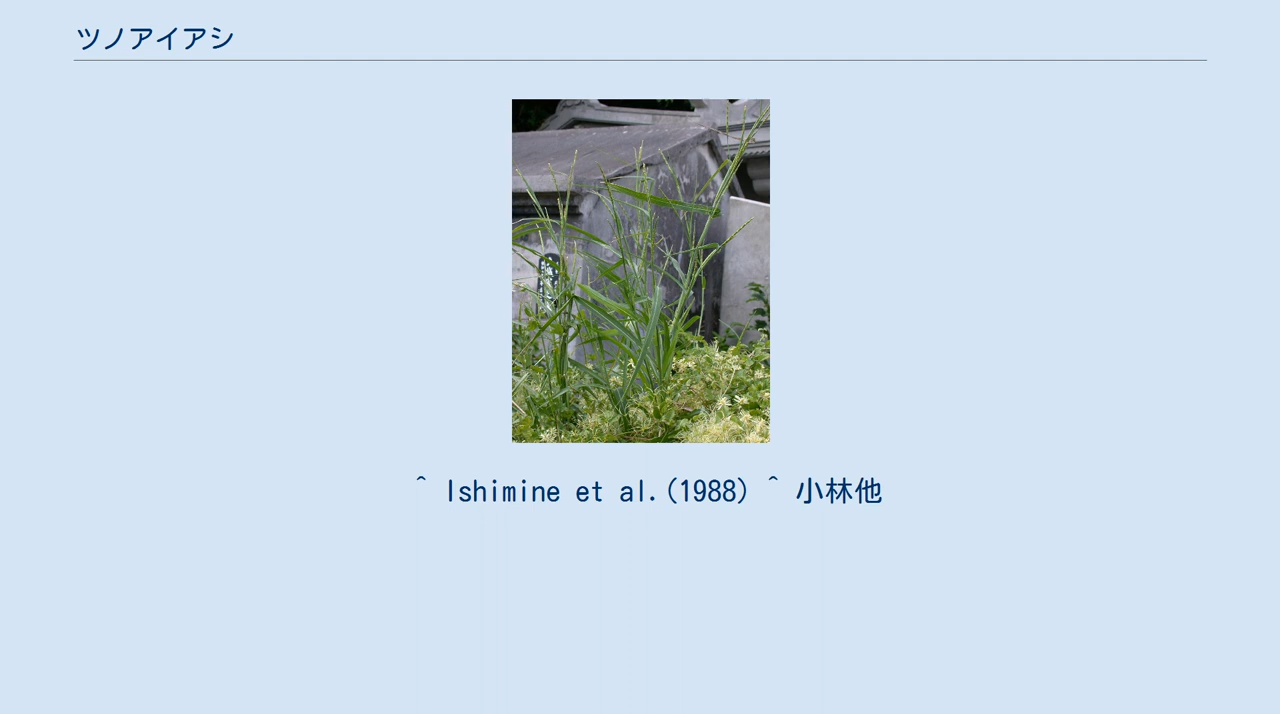 ツノアイアシ
^ Ishimine et al.(1988) ^ 小林他